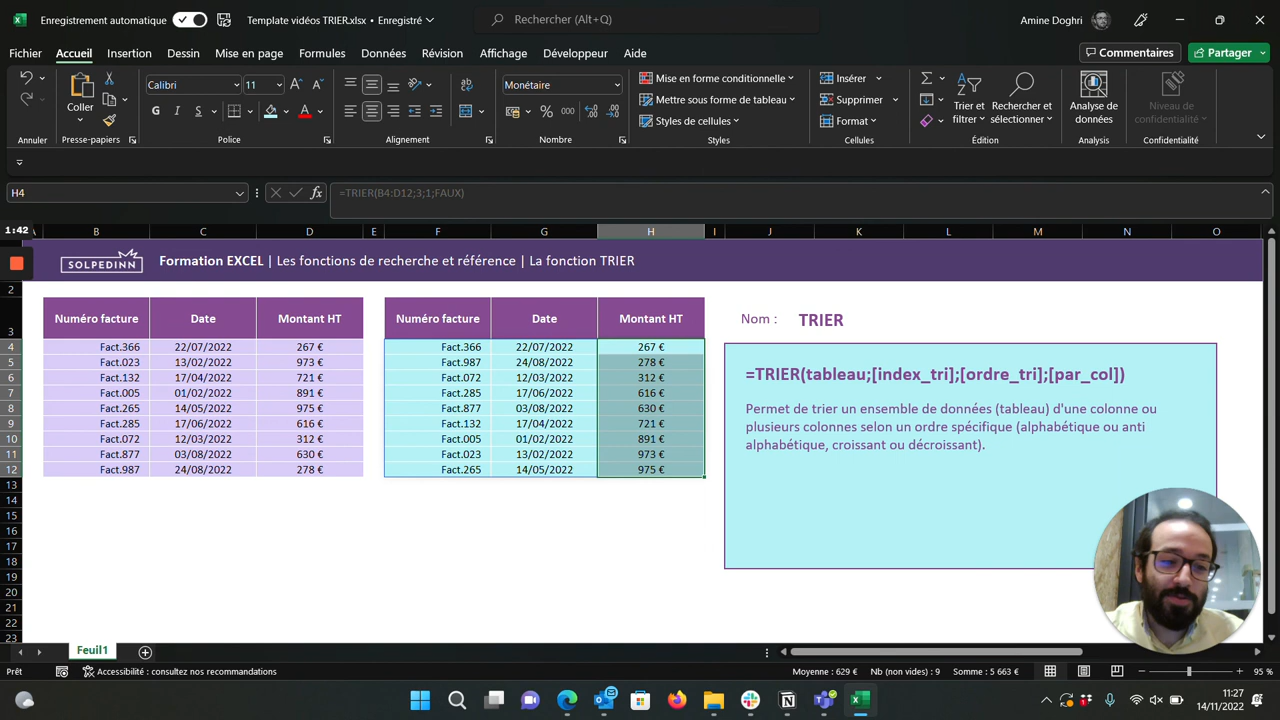 Enregistrement automatique
Template vidéos TRIER.xlsx • Enregistré
Rechercher (Alt+Q)
Amine Doghri
Fichier Accueil Insertion Dessin Mise en page Formules Données Révision Affichage Développeur Aide
Commentaires
Partager
Coller
Annuler
Presse-papiers
Calibri 11
G I S
Police
Alignement
Monétaire
% 000
Nombre
Mise en forme conditionnelle
Mettre sous forme de tableau
Styles de cellules
Styles
Insérer
Supprimer
Format
Cellules
Trier et filtrer
Rechercher et sélectionner
Édition
Analyse de données
Analyse
Niveau de confidentialité
Confidentialité
H4
fx
=TRIER(B4:D12;3;1;FAUX)
1:42
A B C D E F G H I J K L M N O
SOLPEDINN
Formation EXCEL | Les fonctions de recherche et référence | La fonction TRIER
2
3 Numéro facture Date Montant HT Numéro facture Date Montant HT
4 Fact.366 22/07/2022 267 € Fact.366 22/07/2022 267 €
5 Fact.023 13/02/2022 973 € Fact.987 24/08/2022 278 €
6 Fact.132 17/04/2022 721 € Fact.072 12/03/2022 312 €
7 Fact.005 01/02/2022 891 € Fact.285 17/06/2022 616 €
8 Fact.265 14/05/2022 975 € Fact.877 03/08/2022 630 €
9 Fact.285 17/06/2022 616 € Fact.132 17/04/2022 721 €
10 Fact.072 12/03/2022 312 € Fact.005 01/02/2022 891 €
11 Fact.877 03/08/2022 630 € Fact.023 13/02/2022 973 €
12 Fact.987 24/08/2022 278 € Fact.265 14/05/2022 975 €
13
14
15
16
17
18
19
20
21
22
23
Nom : TRIER
=TRIER(tableau;[index_tri];[ordre_tri];[par_col])
Permet de trier un ensemble de données (tableau) d'une colonne ou
plusieurs colonnes selon un ordre spécifique (alphabétique ou anti
alphabétique, croissant ou décroissant).
Feuil1
Prêt
Accessibilité : consultez nos recommandations
Moyenne : 629 € Nb (non vides) : 9 Somme : 5 663 €
95 %
11:27
14/11/2022